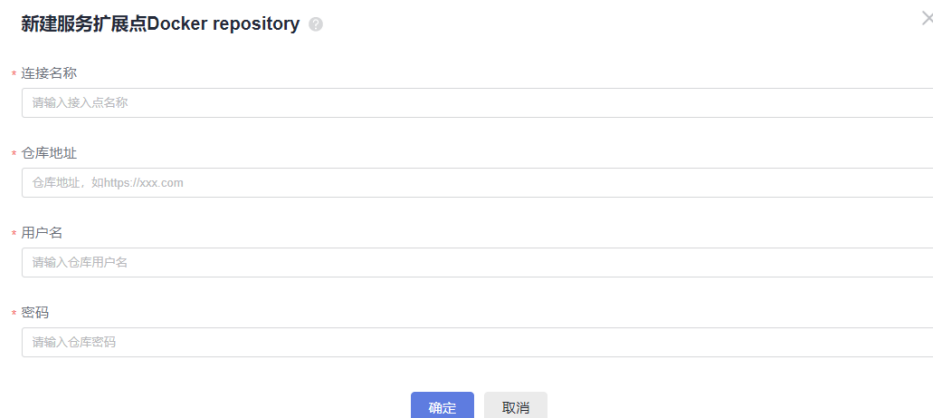 新建服务扩展点Docker repository ?
* 连接名称
请输入接入点名称
* 仓库地址
仓库地址，如https://xxx.com
* 用户名
请输入仓库用户名
* 密码
请输入仓库密码
确定 取消